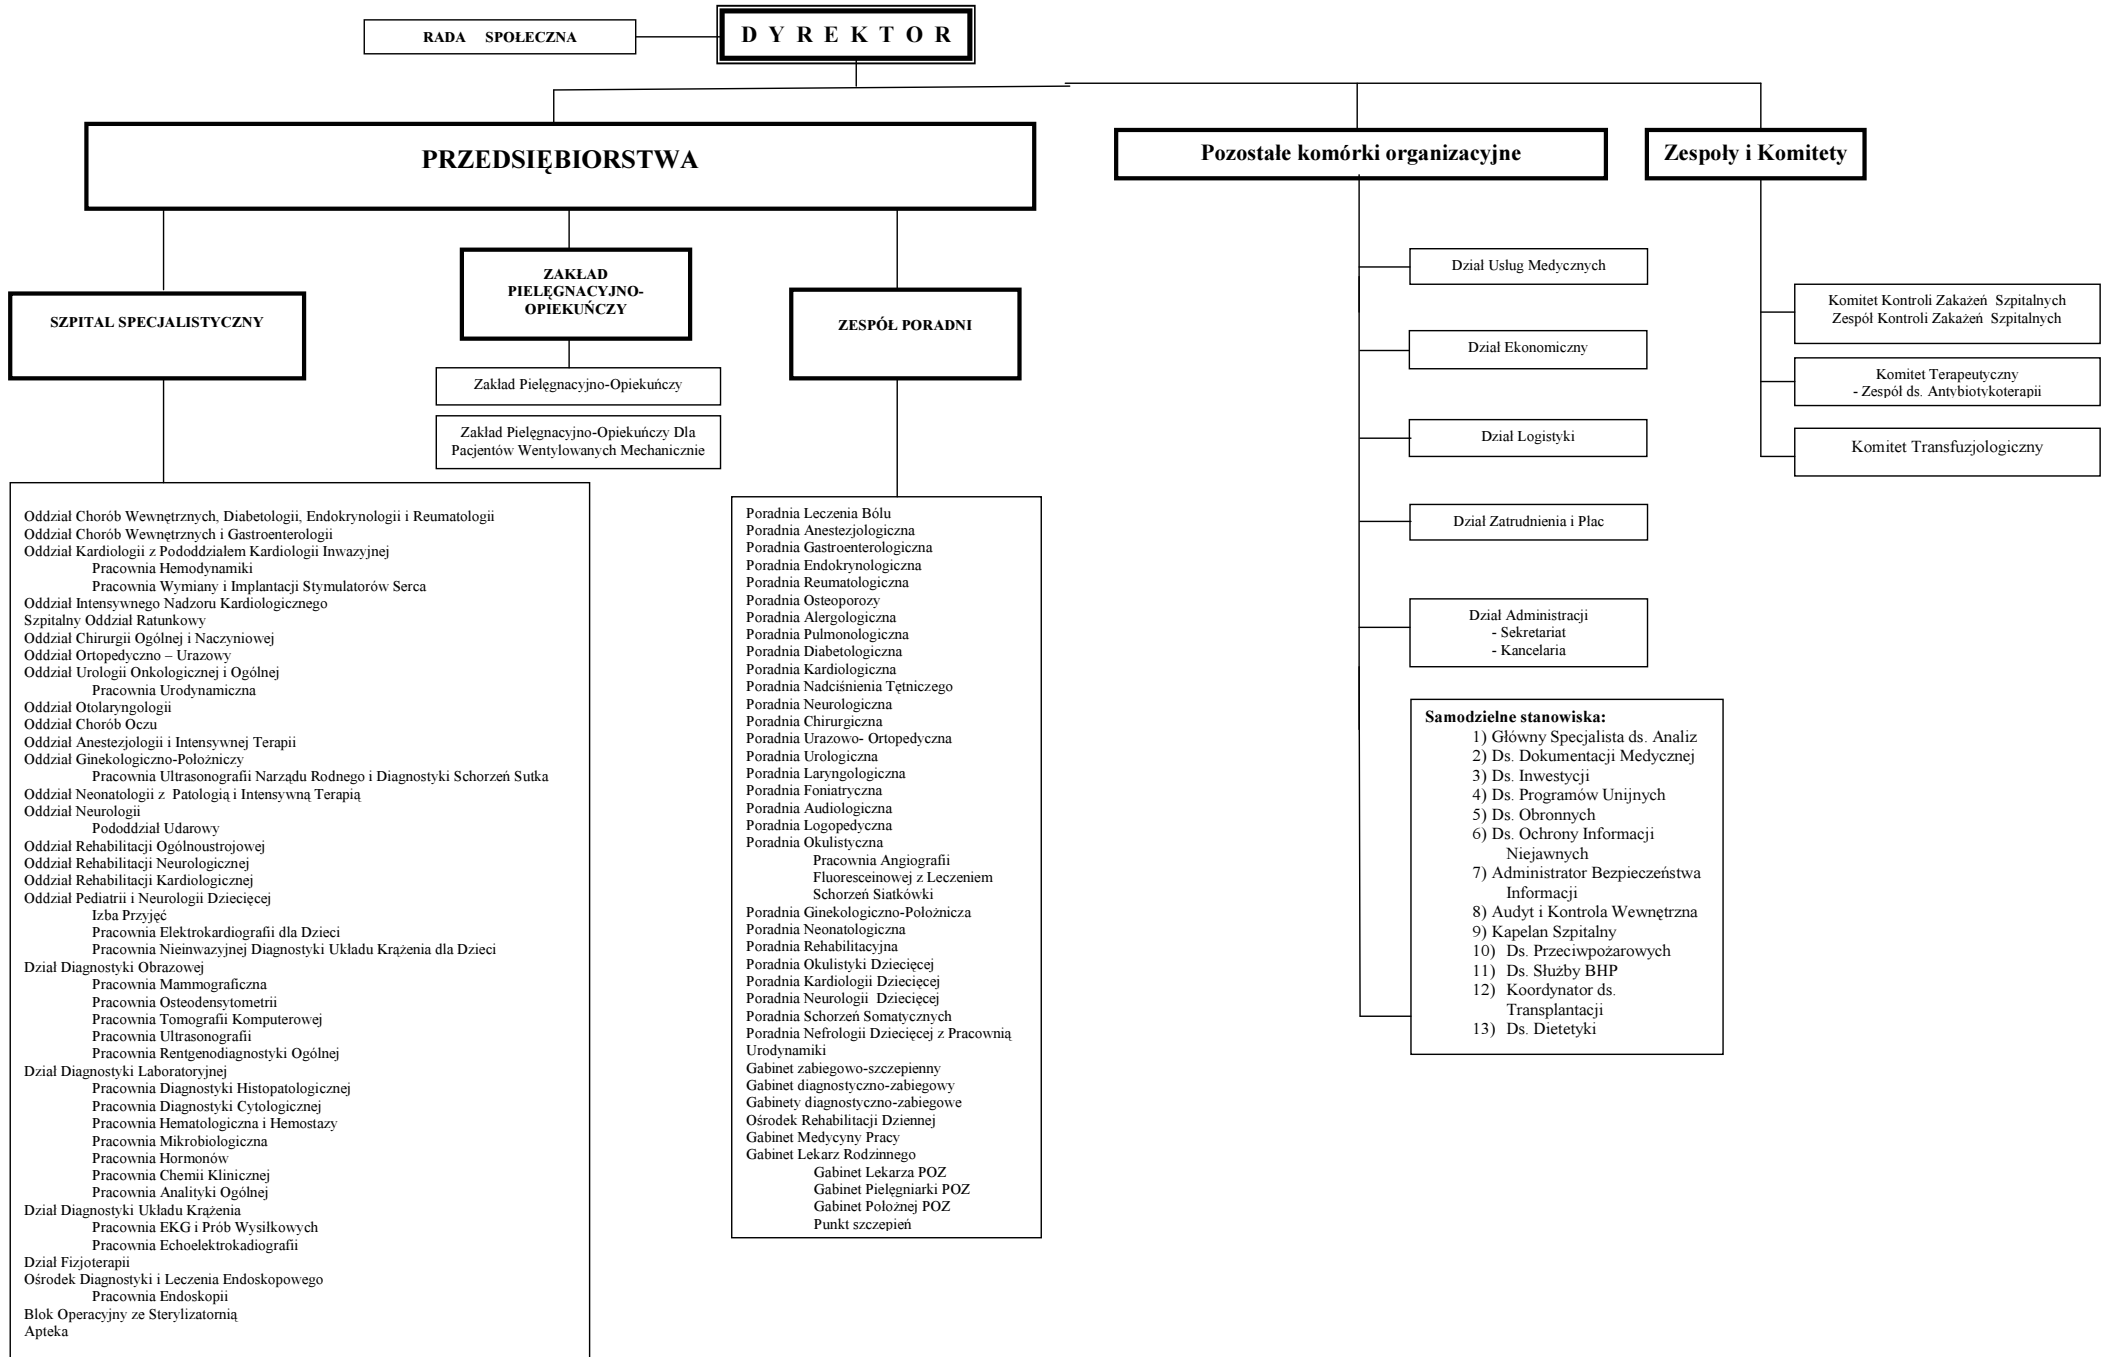 RADA SPOŁECZNA
D Y R E K T O R
PRZEDSIĘBIORSTWA
Pozostałe komórki organizacyjne
Zespoły i Komitety
SZPITAL SPECJALISTYCZNY
ZAKŁAD
PIELĘGNACYJNO-
OPIEKUŃCZY
ZESPÓŁ PORADNI
Zakład Pielęgnacyjno-Opiekuńczy
Zakład Pielęgnacyjno-Opiekuńczy Dla
Pacjentów Wentylowanych Mechanicznie
Oddział Chorób Wewnętrznych, Diabetologii, Endokrynologii i Reumatologii
Oddział Chorób Wewnętrznych i Gastroenterologii
Oddział Kardiologii z Pododdziałem Kardiologii Inwazyjnej
Pracownia Hemodynamiki
Pracownia Wymiany i Implantacji Stymulatorów Serca
Oddział Intensywnego Nadzoru Kardiologicznego
Szpitalny Oddział Ratunkowy
Oddział Chirurgii Ogólnej i Naczyniowej
Oddział Ortopedyczno – Urazowy
Oddział Urologii Onkologicznej i Ogólnej
Pracownia Urodynamiczna
Oddział Otolaryngologii
Oddział Chorób Oczu
Oddział Anestezjologii i Intensywnej Terapii
Oddział Ginekologiczno-Położniczy
Pracownia Ultrasonografii Narządu Rodnego i Diagnostyki Schorzeń Sutka
Oddział Neonatologii z Patologią i Intensywną Terapią
Oddział Neurologii
Pododdział Udarowy
Oddział Rehabilitacji Ogólnoustrojowej
Oddział Rehabilitacji Neurologicznej
Oddział Rehabilitacji Kardiologicznej
Oddział Pediatrii i Neurologii Dziecięcej
Izba Przyjęć
Pracownia Elektrokardiografii dla Dzieci
Pracownia Nieinwazyjnej Diagnostyki Układu Krążenia dla Dzieci
Dział Diagnostyki Obrazowej
Pracownia Mammograficzna
Pracownia Osteodensytometrii
Pracownia Tomografii Komputerowej
Pracownia Ultrasonografii
Pracownia Rentgenodiagnostyki Ogólnej
Dział Diagnostyki Laboratoryjnej
Pracownia Diagnostyki Histopatologicznej
Pracownia Diagnostyki Cytologicznej
Pracownia Hematologiczna i Hemostazy
Pracownia Mikrobiologiczna
Pracownia Hormonów
Pracownia Chemii Klinicznej
Pracownia Analityki Ogólnej
Dział Diagnostyki Układu Krążenia
Pracownia EKG i Prób Wysiłkowych
Pracownia Echoelektrokadiografii
Dział Fizjoterapii
Ośrodek Diagnostyki i Leczenia Endoskopowego
Pracownia Endoskopii
Blok Operacyjny ze Sterylizatornią
Apteka
Poradnia Leczenia Bólu
Poradnia Anestezjologiczna
Poradnia Gastroenterologiczna
Poradnia Endokrynologiczna
Poradnia Reumatologiczna
Poradnia Osteoporozy
Poradnia Alergologiczna
Poradnia Pulmonologiczna
Poradnia Diabetologiczna
Poradnia Kardiologiczna
Poradnia Nadciśnienia Tętniczego
Poradnia Neurologiczna
Poradnia Chirurgiczna
Poradnia Urazowo- Ortopedyczna
Poradnia Urologiczna
Poradnia Laryngologiczna
Poradnia Foniatryczna
Poradnia Audiologiczna
Poradnia Logopedyczna
Poradnia Okulistyczna
Pracownia Angiografii
Fluoresceinowej z Leczeniem
Schorzeń Siatkówki
Poradnia Ginekologiczno-Położnicza
Poradnia Neonatologiczna
Poradnia Rehabilitacyjna
Poradnia Okulistyki Dziecięcej
Poradnia Kardiologii Dziecięcej
Poradnia Neurologii Dziecięcej
Poradnia Schorzeń Somatycznych
Poradnia Nefrologii Dziecięcej z Pracownią
Urodynamiki
Gabinet zabiegowo-szczepienny
Gabinet diagnostyczno-zabiegowy
Gabinety diagnostyczno-zabiegowe
Ośrodek Rehabilitacji Dziennej
Gabinet Medycyny Pracy
Gabinet Lekarz Rodzinnego
Gabinet Lekarza POZ
Gabinet Pielęgniarki POZ
Gabinet Położnej POZ
Punkt szczepień
Dział Usług Medycznych
Dział Ekonomiczny
Dział Logistyki
Dział Zatrudnienia i Płac
Dział Administracji
- Sekretariat
- Kancelaria
Samodzielne stanowiska:
1) Główny Specjalista ds. Analiz
2) Ds. Dokumentacji Medycznej
3) Ds. Inwestycji
4) Ds. Programów Unijnych
5) Ds. Obronnych
6) Ds. Ochrony Informacji
Niejawnych
7) Administrator Bezpieczeństwa
Informacji
8) Audyt i Kontrola Wewnętrzna
9) Kapelan Szpitalny
10) Ds. Przeciwpożarowych
11) Ds. Służby BHP
12) Koordynator ds.
Transplantacji
13) Ds. Dietetyki
Komitet Kontroli Zakażeń Szpitalnych
Zespół Kontroli Zakażeń Szpitalnych
Komitet Terapeutyczny
- Zespół ds. Antybiotykoterapii
Komitet Transfuzjologiczny